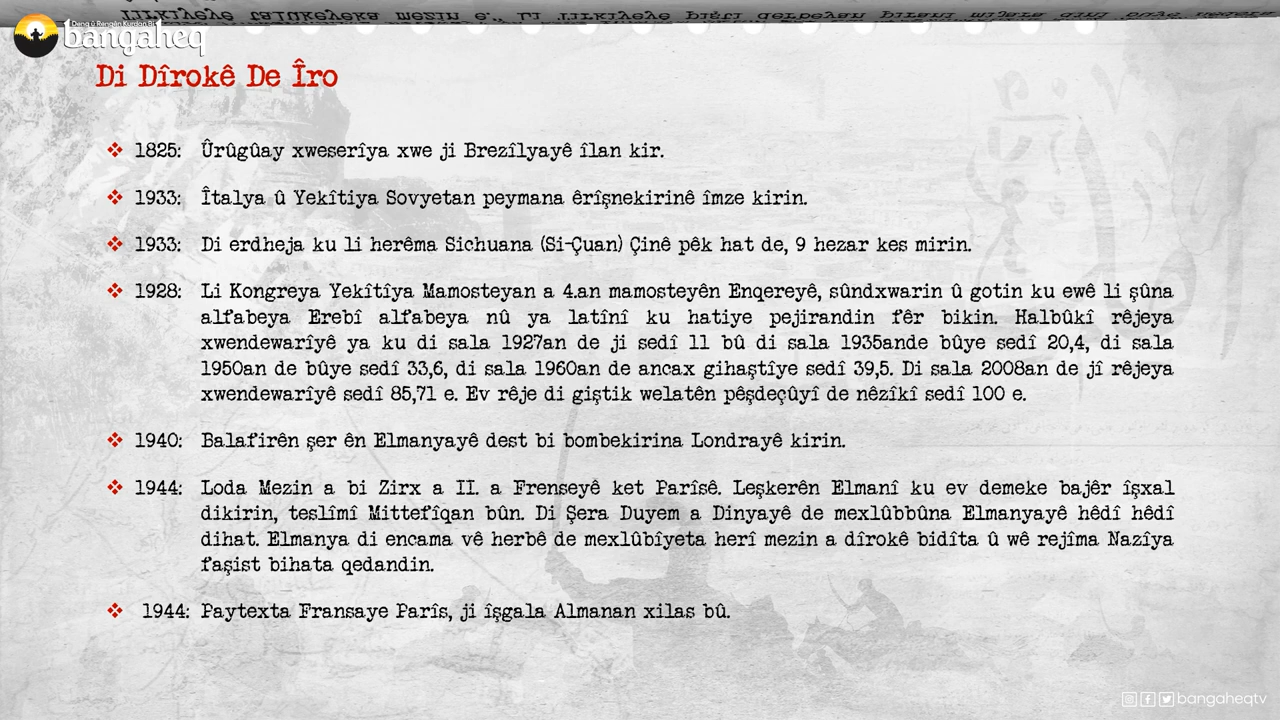 Deng û Rengên Kurdan Bi
bangaheq
Di Dîrokê De Îro
❖ 1825: Ûrûgûay xweserîya xwe ji Brezîlyayê îlan kir.
❖ 1933: Îtalya û Yekîtiya Sovyetan peymana êrîşnekirinê îmze kirin.
❖ 1933: Di erdheja ku li herêma Sichuana (Si-Çuan) Çinê pêk hat de, 9 hezar kes mirin.
❖ 1928: Li Kongreya Yekîtîya Mamosteyan a 4.an mamosteyên Enqereyê, sûndxwarin û gotin ku ewê li şûna
alfabeya Erebî alfabeya nû ya latînî ku hatiye pejirandin fêr bikin. Halbûkî rêjeya
xwendewarîyê ya ku di sala 1927an de ji sedî 11 bû di sala 1935ande bûye sedî 20,4, di sala
1950an de bûye sedî 33,6, di sala 1960an de ancax gihaştîye sedî 39,5. Di sala 2008an de jî rêjeya
xwendewarîyê sedî 85,71 e. Ev rêje di giştik welatên pêşdeçûyî de nêzîkî sedî 100 e.
❖ 1940: Balafirên şer ên Elmanyayê dest bi bombekirina Londrayê kirin.
❖ 1944: Loda Mezin a bi Zirx a II. a Frenseyê ket Parîsê. Leşkerên Elmanî ku ev demeke bajêr îşxal
dikirin, teslîmî Mittefîqan bûn. Di Şera Duyem a Dinyayê de mexlûbbûna Elmanyayê hêdî hêdî
dihat. Elmanya di encama vê herbê de mexlûbîyeta herî mezin a dîrokê bidîta û wê rejîma Nazîya
faşist bihata qedandin.
❖ 1944: Paytexta Fransaye Parîs, ji îşgala Almanan xilas bû.
bangaheqtv